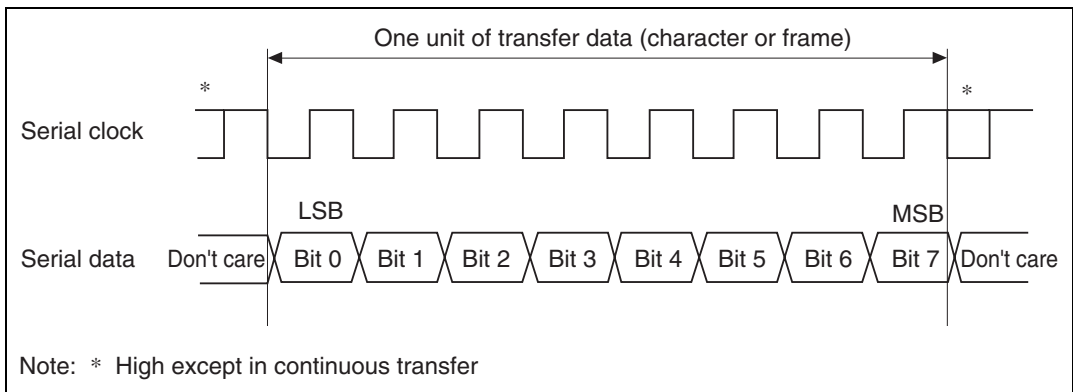 One unit of transfer data (character or frame)
* *
Serial clock
LSB MSB
Serial data Don't care Bit 0 Bit 1 Bit 2 Bit 3 Bit 4 Bit 5 Bit 6 Bit 7 Don't care
Note: * High except in continuous transfer